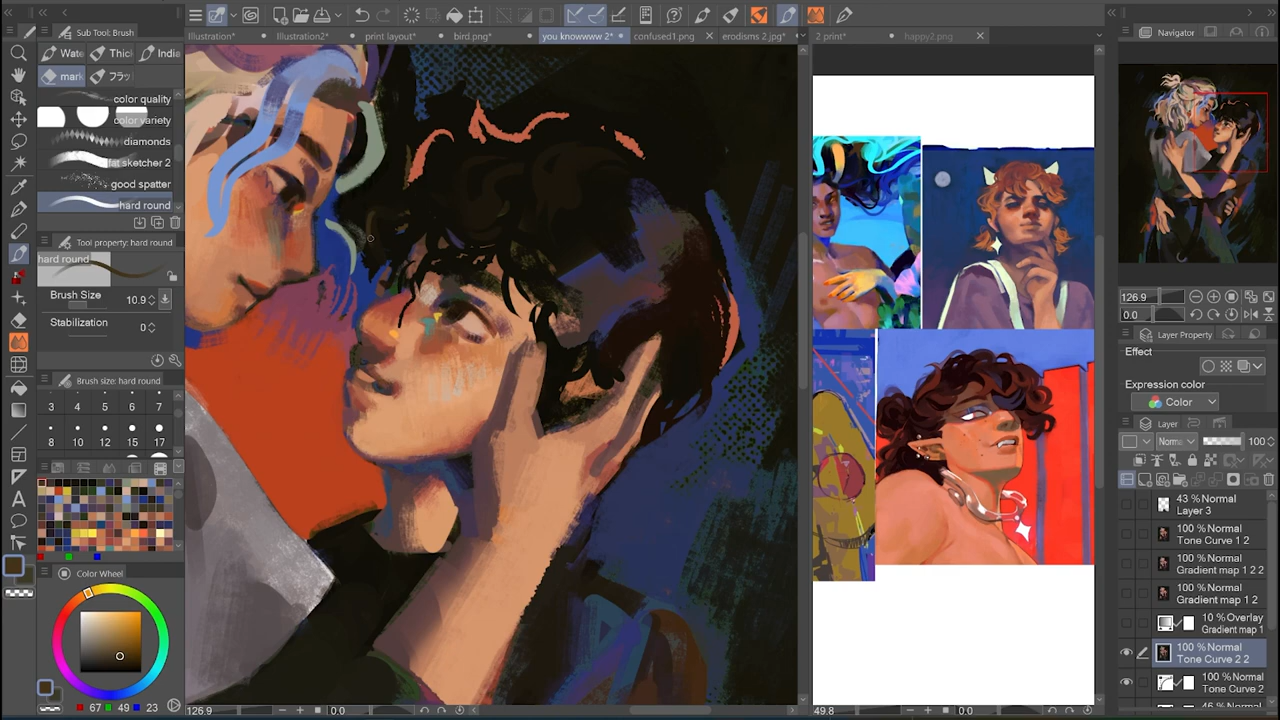 Sub Tool: Brush
Wate
Thicl
India
mark
フラッ
color quality
color variety
diamonds
fat sketcher 2
good spatter
hard round
Tool property: hard round
hard round
Brush Size
10.9
Stabilization
0
Brush size: hard round
3 4 5 6 7
8 10 12 15 17
Color Wheel
67 49 23
Illustration*
Illustration2*
print layout*
bird.png*
you knowwww 2*
confused1.png
erodisms 2.jpg*
2 print*
happy2.png
126.9
0.0
49.8
0.0
Navigator
126.9
0.0
Layer Property
Effect
Expression color
Color
Layer
Norma
100
43 % Normal
Layer 3
100 % Normal
Tone Curve 1 2
100 % Normal
Gradient map 1 2 2
100 % Normal
Gradient map 1 2
10 % Overlay
Gradient map 1
100 % Normal
Tone Curve 2 2
100 % Normal
Tone Curve 2